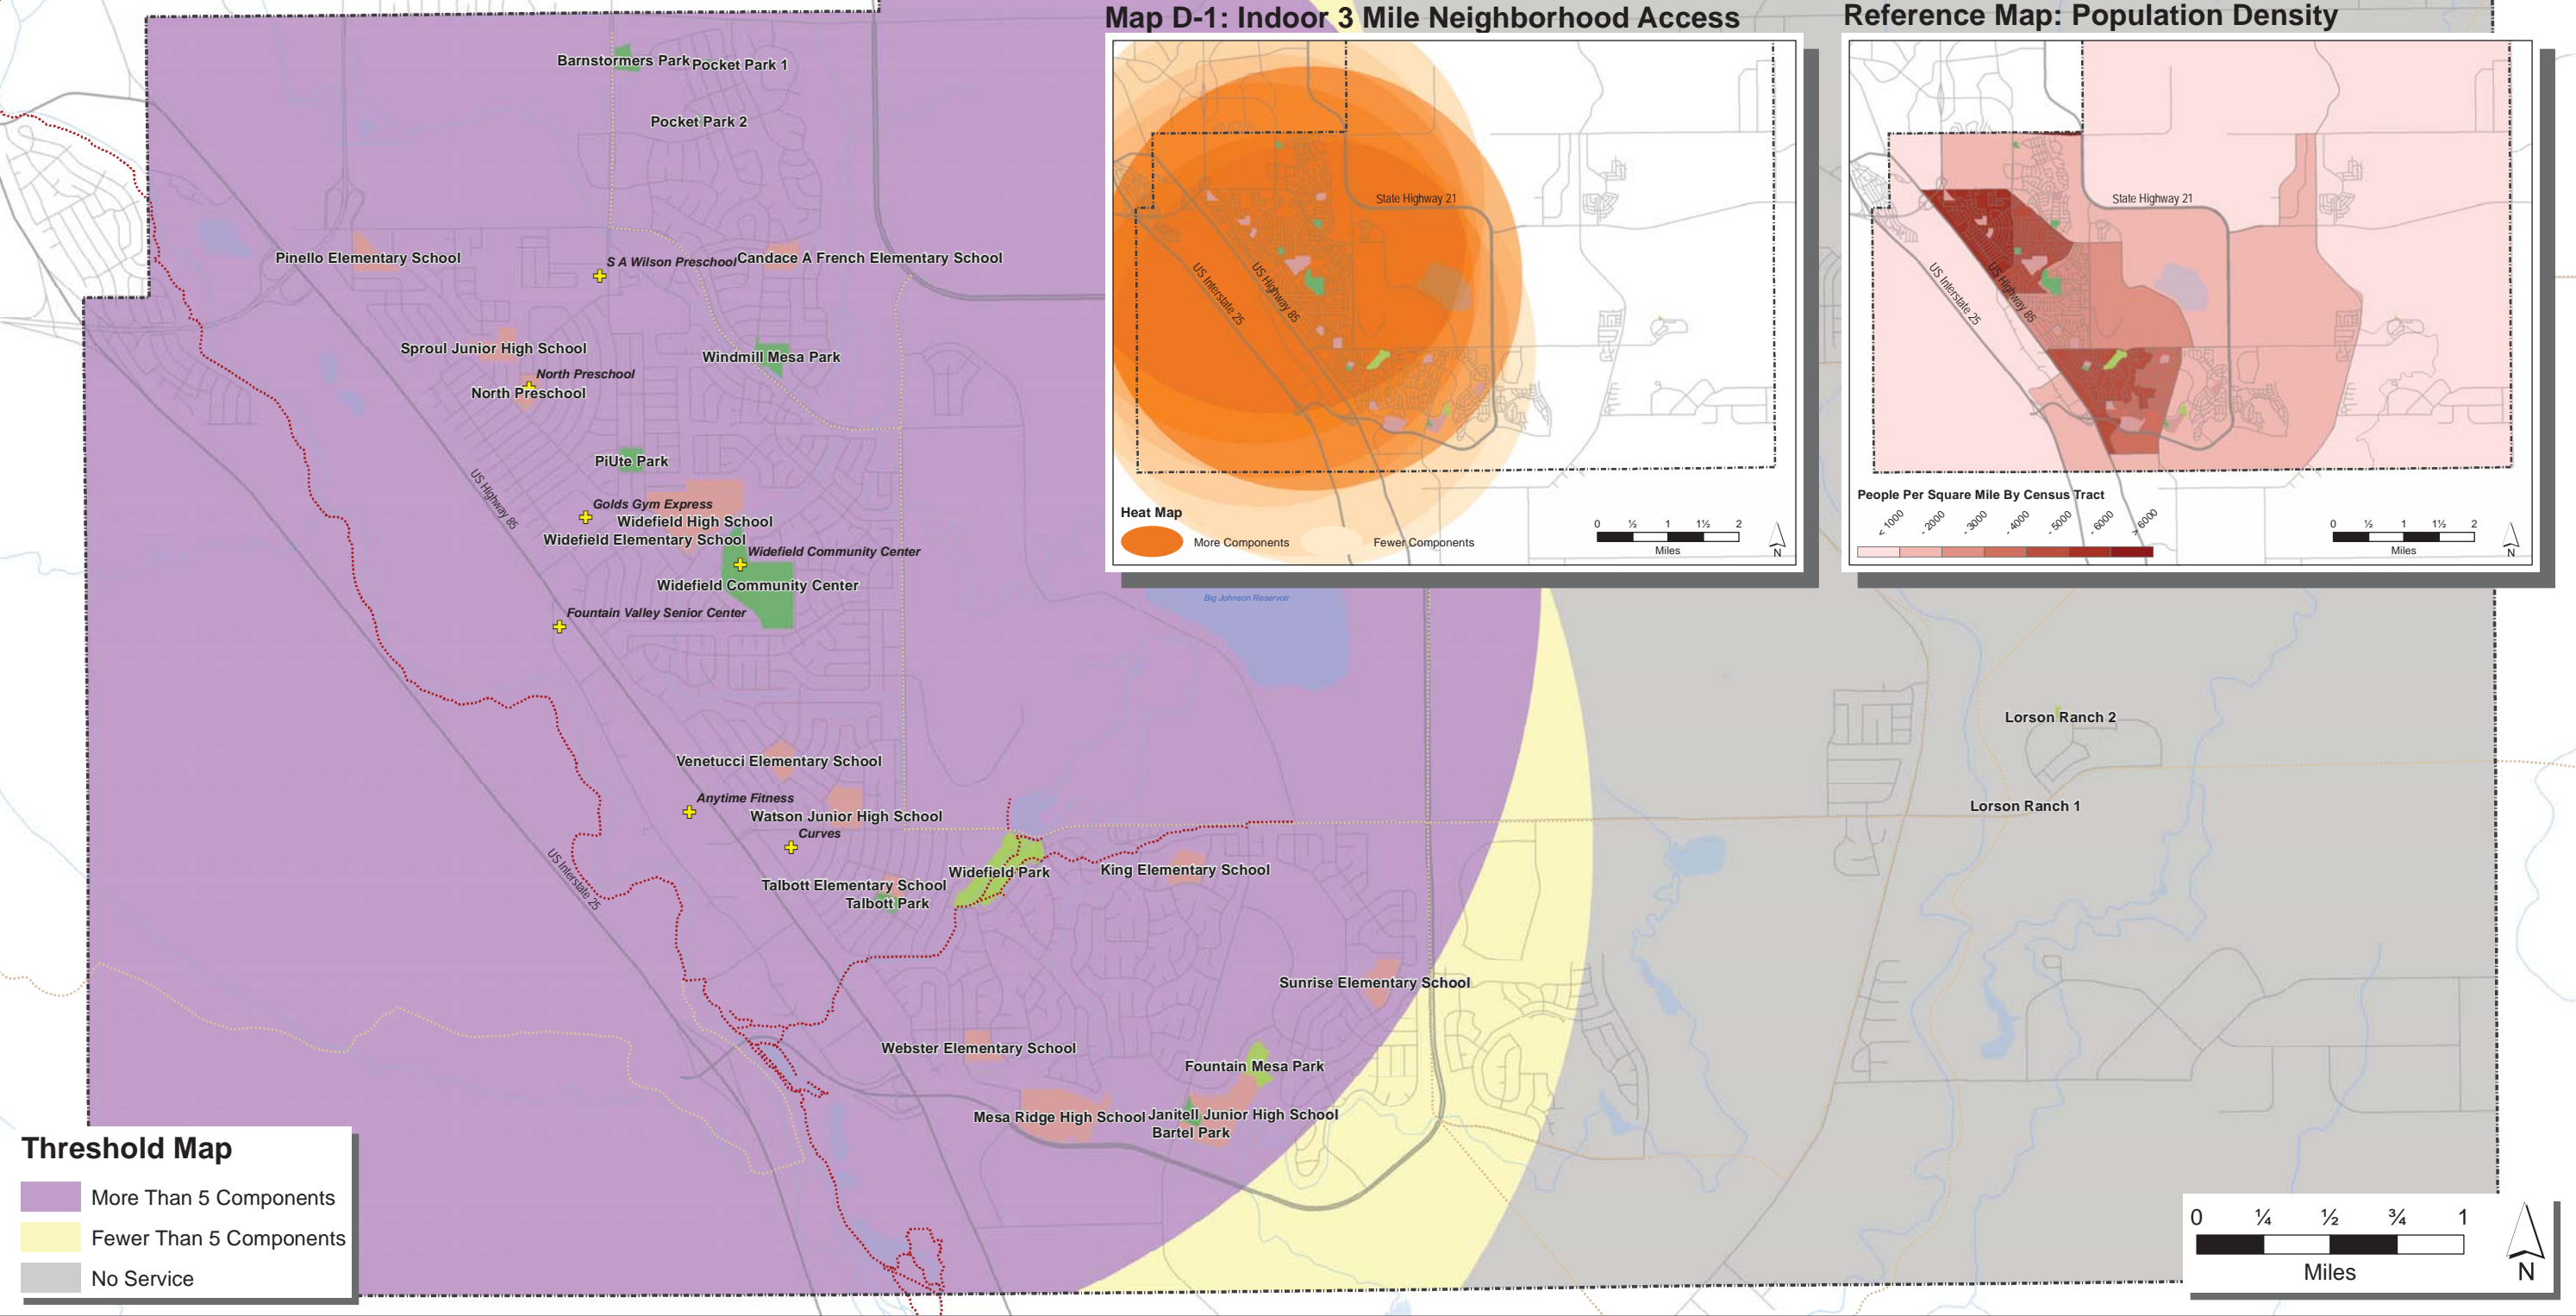 Map D-1: Indoor 3 Mile Neighborhood Access
Reference Map: Population Density
Barnstormers Park
Pocket Park 1
Pocket Park 2
Pinello Elementary School
S A Wilson Preschool
Candace A French Elementary School
Sproul Junior High School
North Preschool
North Preschool
Windmill Mesa Park
PiUte Park
US Highway 85
Golds Gym Express
Widefield High School
Widefield Elementary School
Widefield Community Center
Widefield Community Center
Fountain Valley Senior Center
Venetucci Elementary School
Anytime Fitness
Watson Junior High School
Curves
US Interstate 25
Talbott Elementary School
Talbott Park
Widefield Park
King Elementary School
Sunrise Elementary School
Webster Elementary School
Fountain Mesa Park
Mesa Ridge High School
Janitell Junior High School
Bartel Park
Big Johnson Reservoir
Lorson Ranch 2
Lorson Ranch 1
State Highway 21
US Interstate 25
US Highway 85
Heat Map
More Components
Fewer Components
0 ½ 1 1½ 2
Miles
N
State Highway 21
US Interstate 25
US Highway 85
People Per Square Mile By Census Tract
< 1000 - 2000 - 3000 - 4000 - 5000 - 6000 > 6000
0 ½ 1 1½ 2
Miles
N
Threshold Map
More Than 5 Components
Fewer Than 5 Components
No Service
0 ¼ ½ ¾ 1
Miles
N